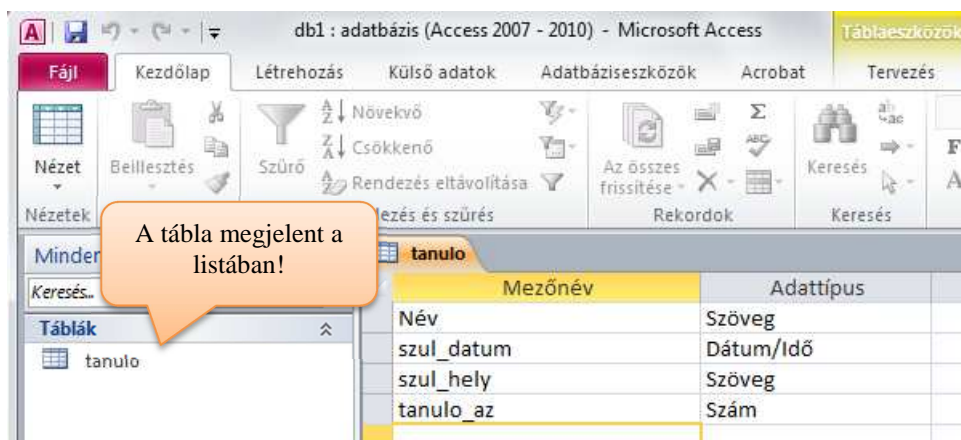 db1 : adatbázis (Access 2007 - 2010) - Microsoft Access
Táblaeszközök
Fájl Kezdőlap Létrehozás Külső adatok Adatbáziseszközök Acrobat Tervezés
Nézet
Beillesztés
Szűrő
Növekvő
Csökkenő
Rendezés eltávolítása
Az összes
frissítése
Keresés
Nézetek
Rekordok
Keresés
A tábla megjelent a
listában!
Keresés...
Táblák
tanulo
tanulo
Mezőnév Adattípus
Név Szöveg
szul_datum Dátum/Idő
szul_hely Szöveg
tanulo_az Szám